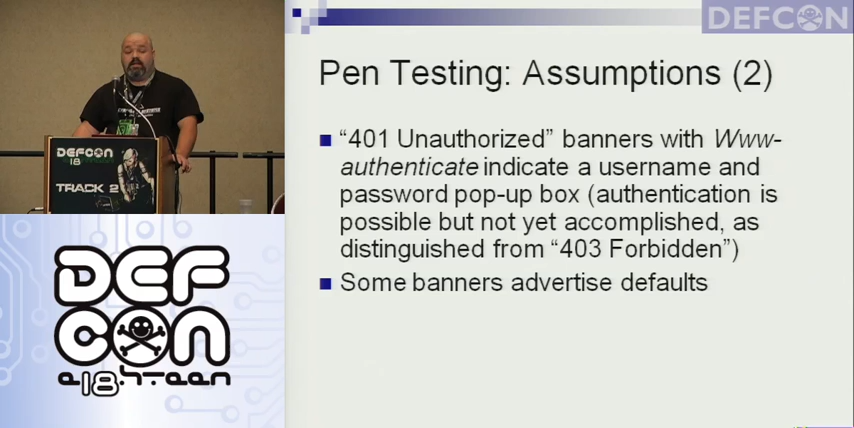 DEFCON
Pen Testing: Assumptions (2)
“401 Unauthorized” banners with Www-
authenticate indicate a username and
password pop-up box (authentication is
possible but not yet accomplished, as
distinguished from “403 Forbidden”)
Some banners advertise defaults
DEFCON
18
TRACK 2
DEF
CON